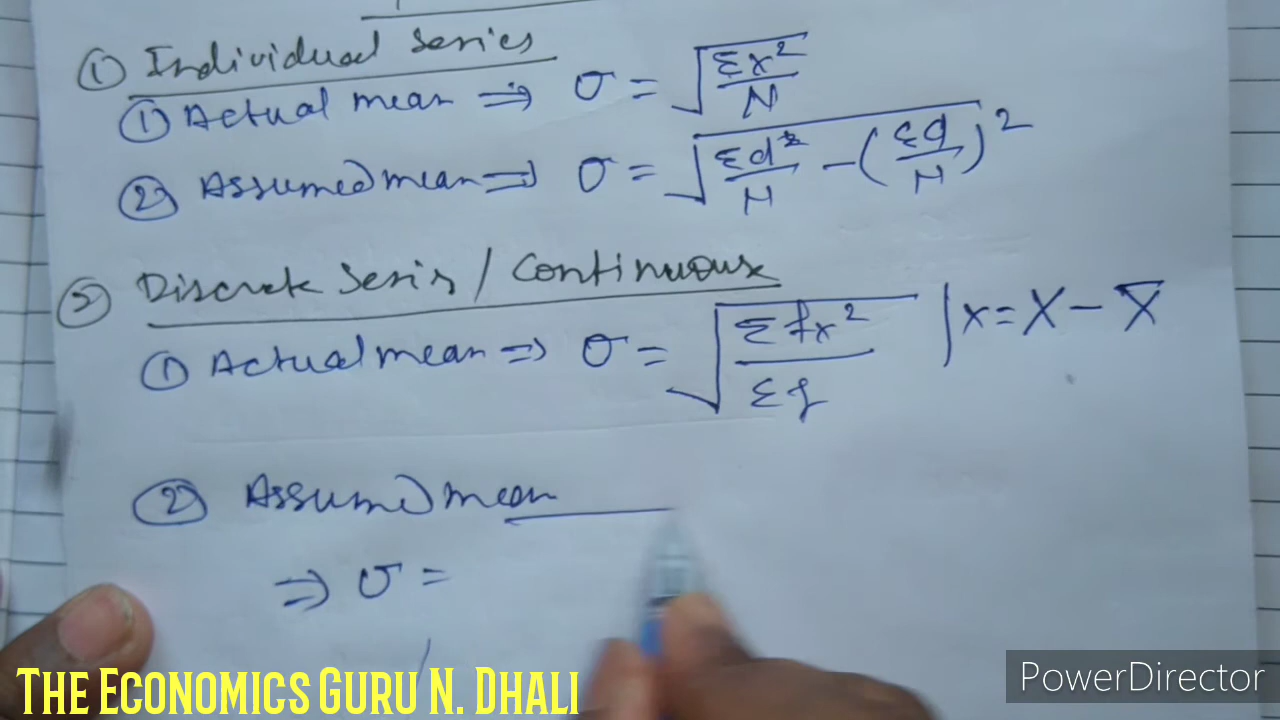 ① Individual Series
① Actual mean ⇒ σ = √(Σx²/N)
② Assumed mean ⇒ σ = √(Σd²/N - (Σd/N)²)
② Discrete Series / Continuous
① Actual mean ⇒ σ = √(Σfx²/Σf) | x = X - X̄
② Assumed mean
⇒ σ =
THE ECONOMICS GURU N. DHALI
PowerDirector